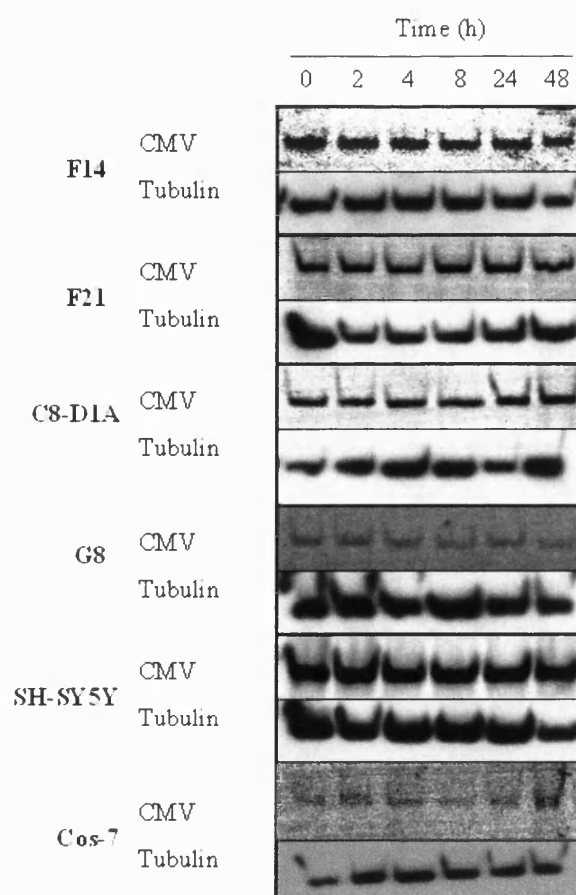 Time (h)
0 2 4 8 24 48
CMV
F14
Tubulin
CMV
F21
Tubulin
CMV
C8-D1A
Tubulin
CMV
G8
Tubulin
CMV
SH-SY5Y
Tubulin
CMV
Cos-7
Tubulin